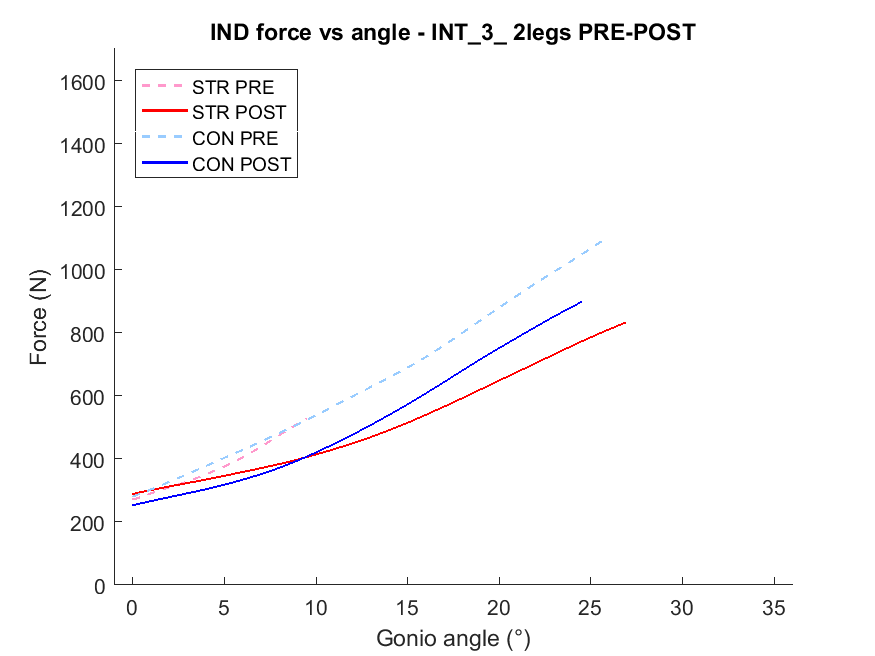 IND force vs angle - INT_3_ 2legs PRE-POST
STR PRE
STR POST
CON PRE
CON POST
1600
1400
1200
1000
800
600
400
200
0
Force (N)
0 5 10 15 20 25 30 35
Gonio angle (°)